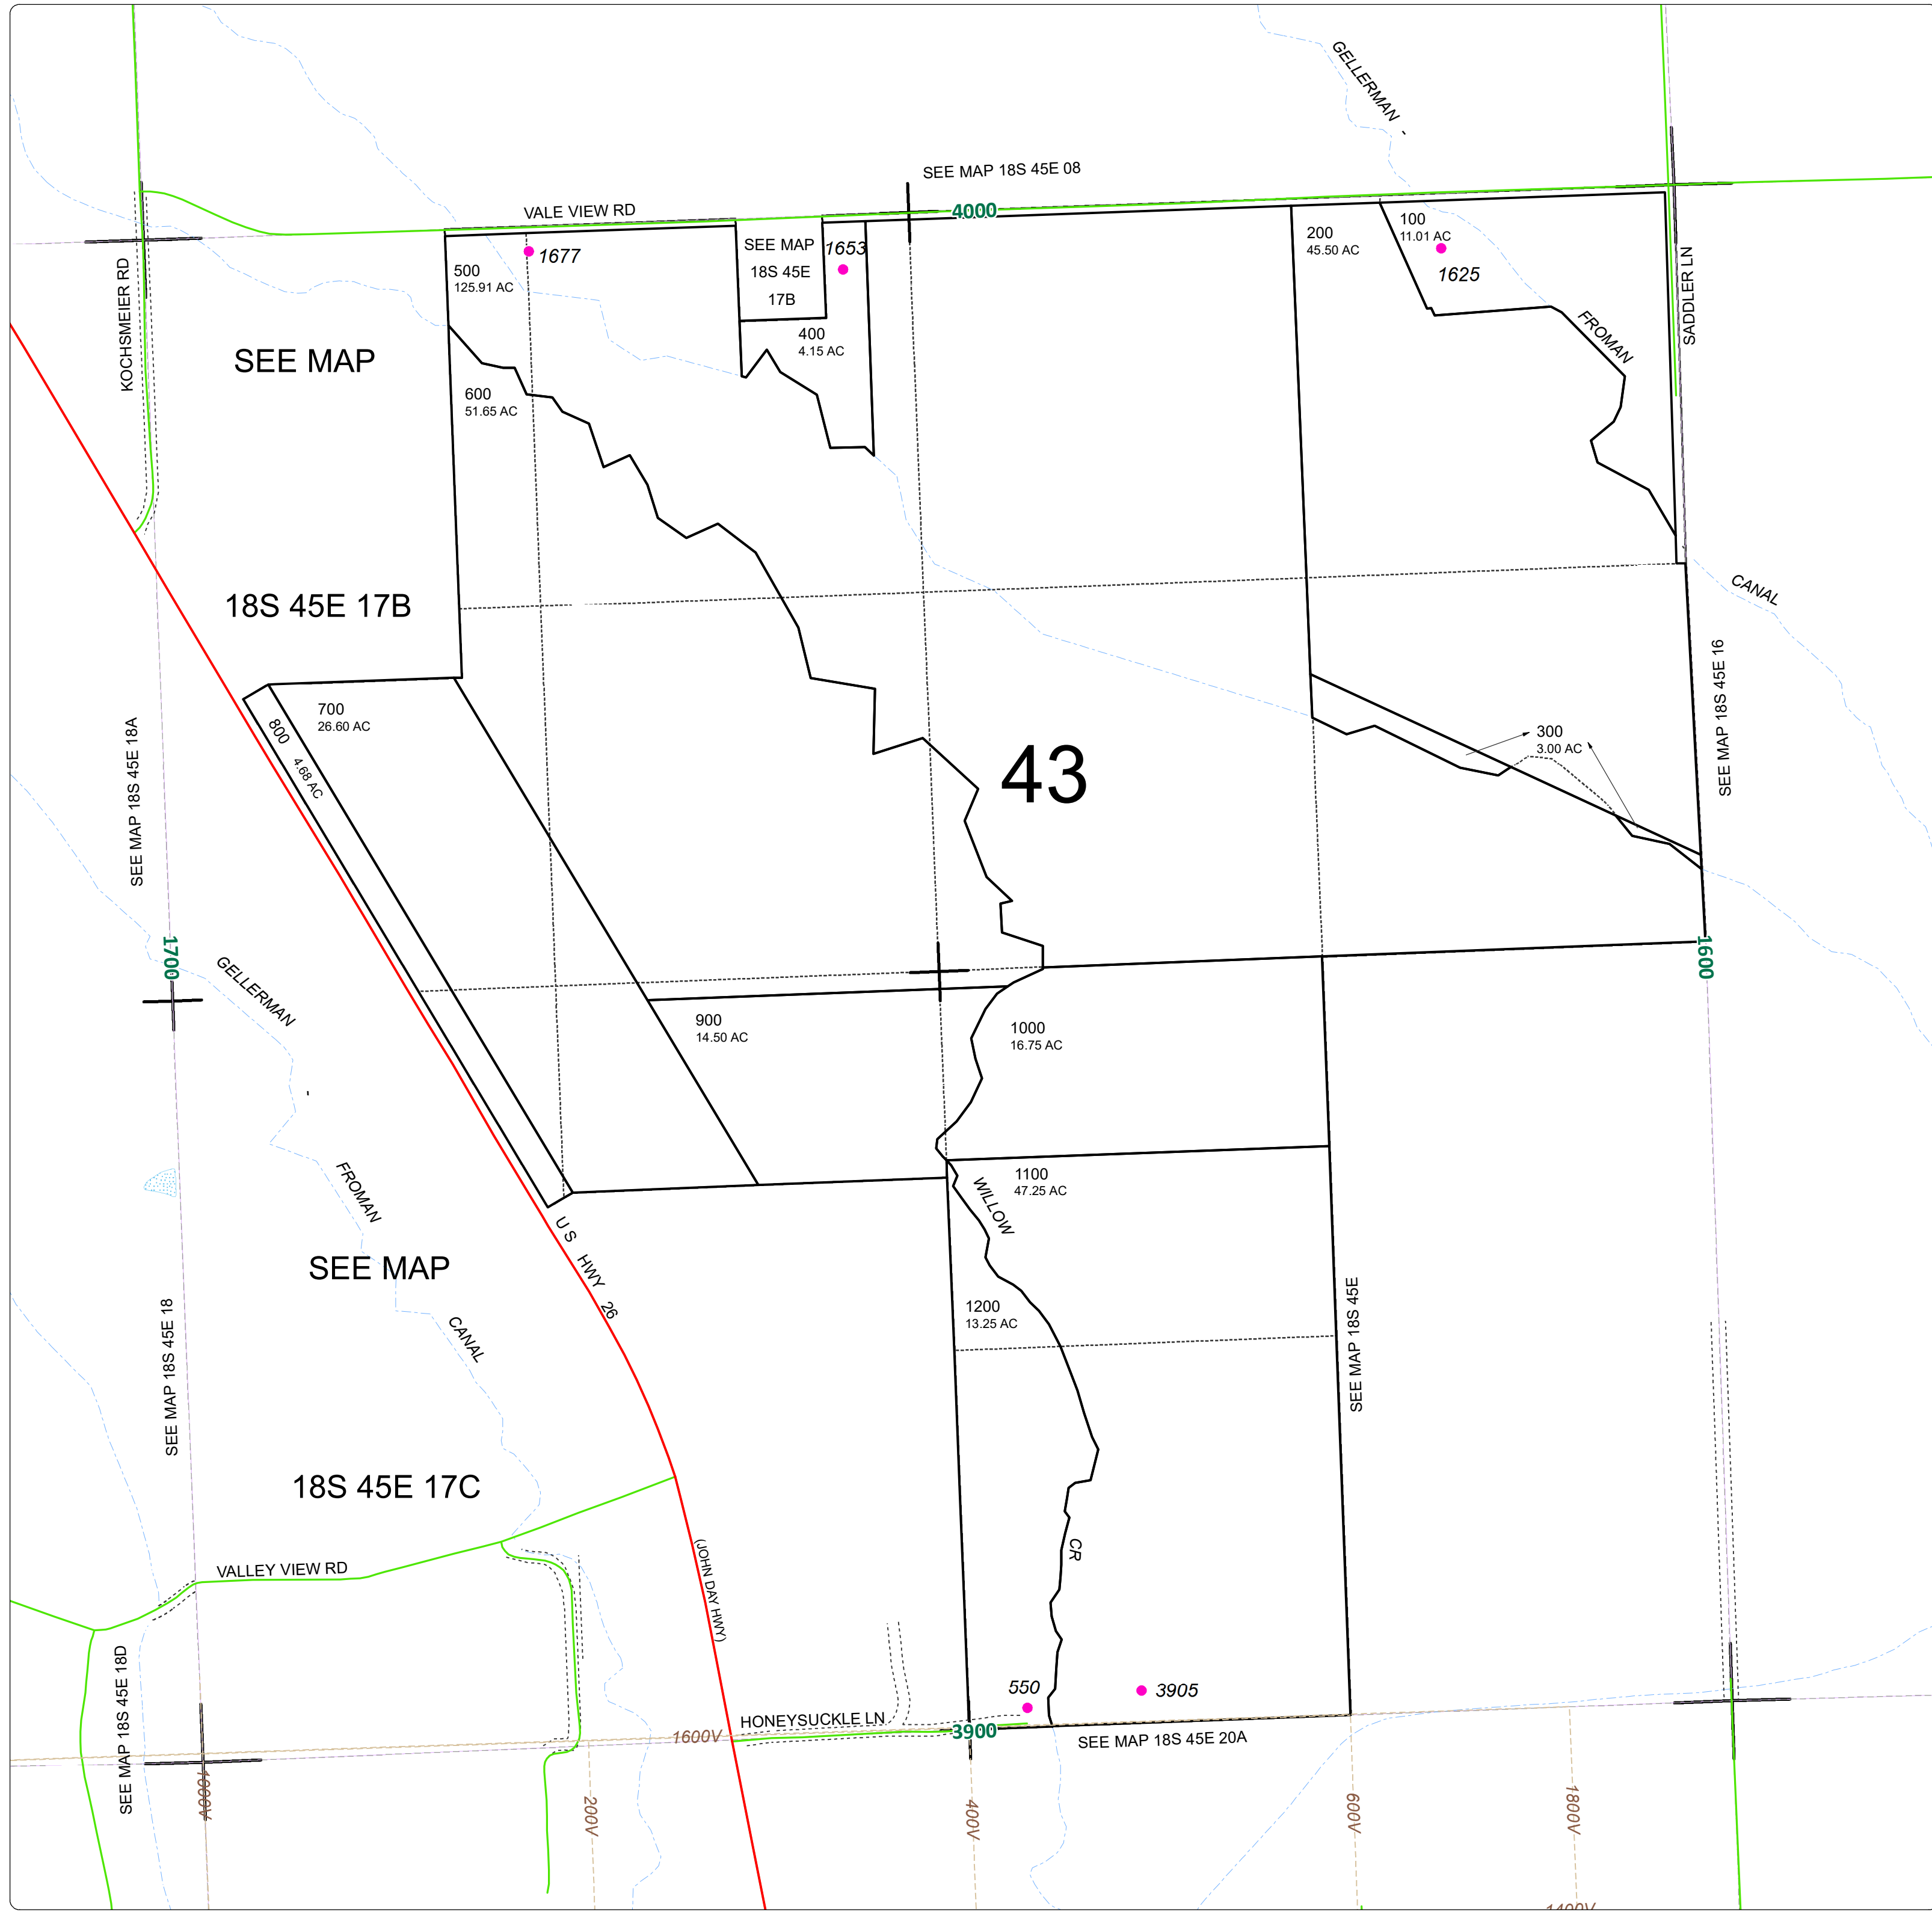 GELLERMAN -
SEE MAP 18S 45E 08
4000
VALE VIEW RD
KOCHSMEIER RD
SADDLER LN
SEE MAP
18S 45E
17B
1677
1653
500
125.91 AC
400
4.15 AC
200
45.50 AC
100
11.01 AC
1625
FROMAN
CANAL
SEE MAP
18S 45E 17B
600
51.65 AC
700
26.60 AC
800
4.68 AC
43
300
3.00 AC
SEE MAP 18S 45E 16
SEE MAP 18S 45E 18A
1700
1600
GELLERMAN
-
FROMAN
CANAL
900
14.50 AC
1000
16.75 AC
1100
47.25 AC
WILLOW
CR
1200
13.25 AC
SEE MAP 18S 45E
U S HWY 26
SEE MAP
18S 45E 17C
SEE MAP 18S 45E 18
VALLEY VIEW RD
(JOHN DAY HWY)
SEE MAP 18S 45E 18D
550
3905
HONEYSUCKLE LN
3900
1600V
SEE MAP 18S 45E 20A
1000V
200V
400V
600V
1800V
1400V